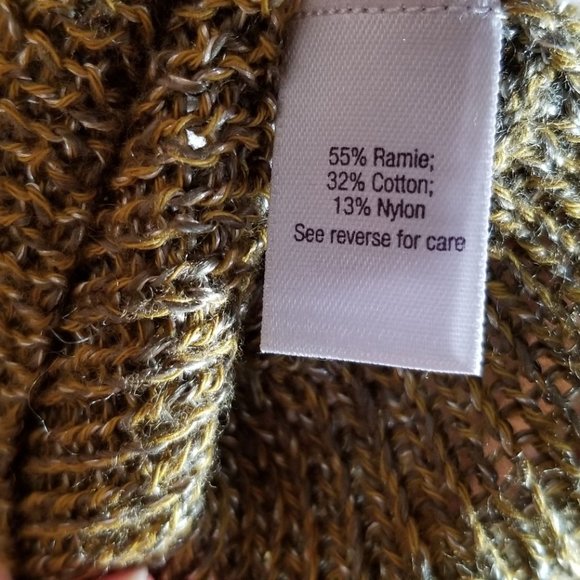 55% Ramie;
32% Cotton;
13% Nylon
See reverse for care